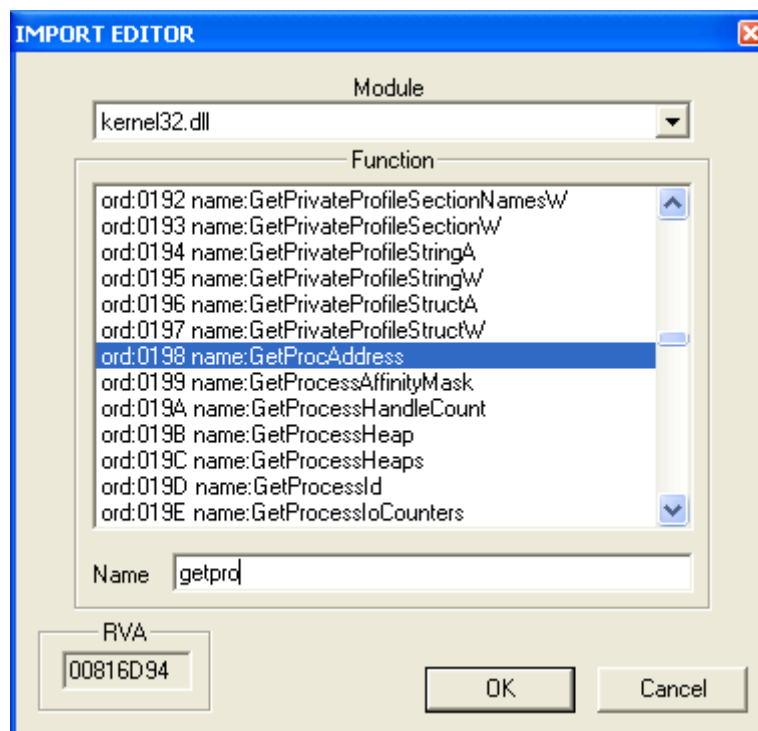 IMPORT EDITOR
Module
kernel32.dll
Function
ord:0192 name:GetPrivateProfileSectionNamesW
ord:0193 name:GetPrivateProfileSectionW
ord:0194 name:GetPrivateProfileStringA
ord:0195 name:GetPrivateProfileStringW
ord:0196 name:GetPrivateProfileStructA
ord:0197 name:GetPrivateProfileStructW
ord:0198 name:GetProcAddress
ord:0199 name:GetProcessAffinityMask
ord:019A name:GetProcessHandleCount
ord:019B name:GetProcessHeap
ord:019C name:GetProcessHeaps
ord:019D name:GetProcessId
ord:019E name:GetProcessIoCounters
Name getpro
RVA
00816D94
OK Cancel